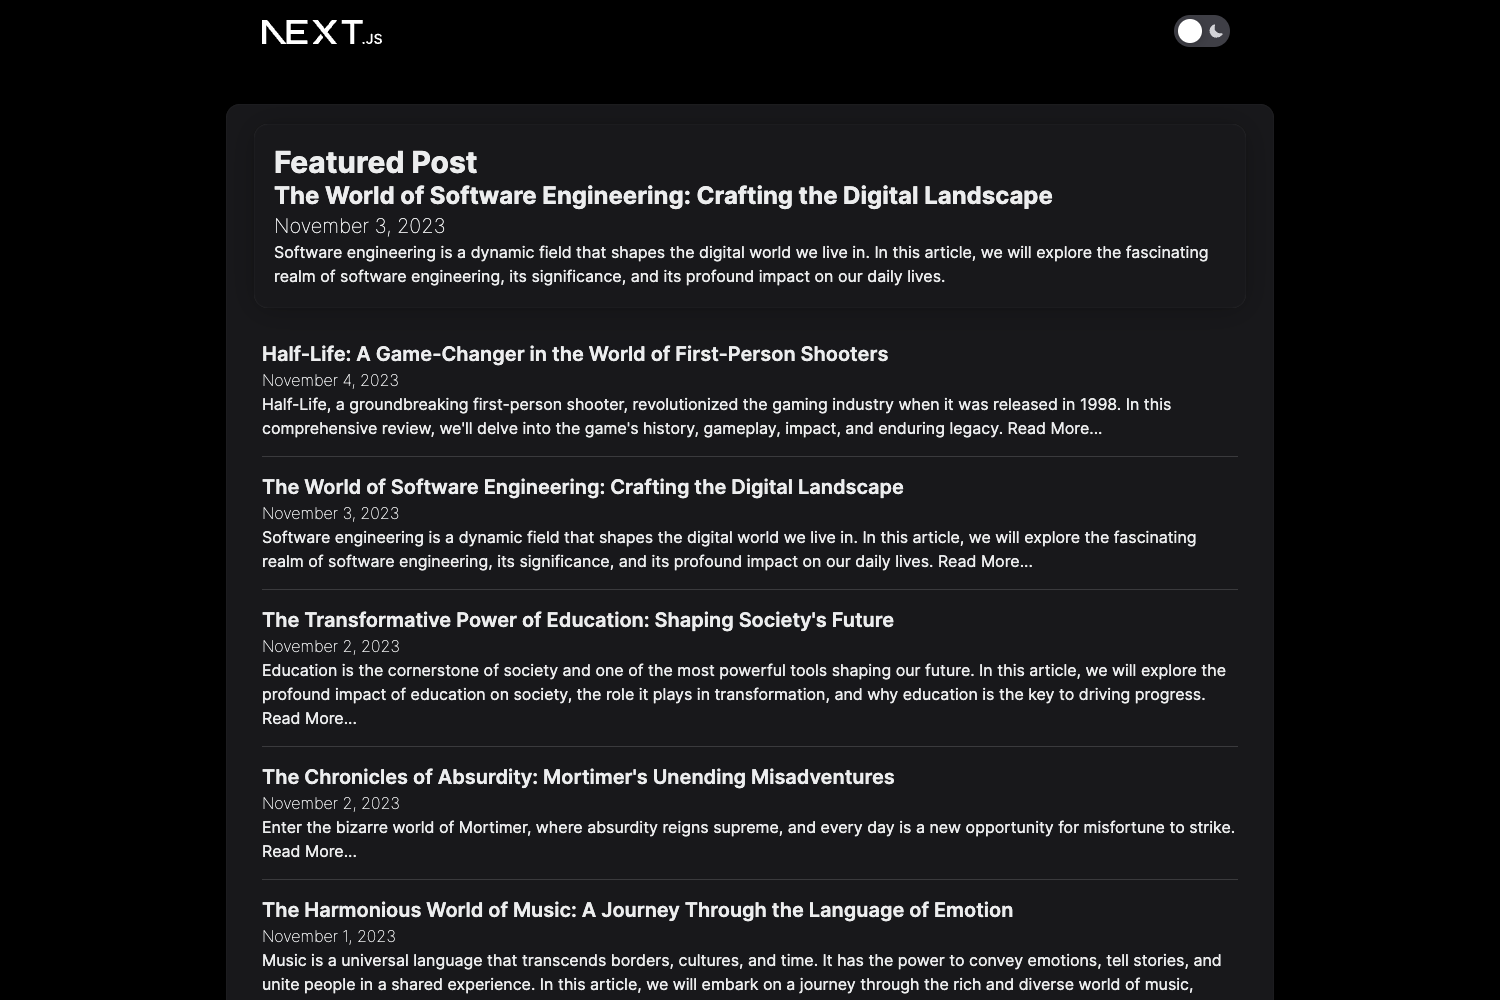 NEXT.JS
Featured Post
The World of Software Engineering: Crafting the Digital Landscape
November 3, 2023
Software engineering is a dynamic field that shapes the digital world we live in. In this article, we will explore the fascinating
realm of software engineering, its significance, and its profound impact on our daily lives.
Half-Life: A Game-Changer in the World of First-Person Shooters
November 4, 2023
Half-Life, a groundbreaking first-person shooter, revolutionized the gaming industry when it was released in 1998. In this
comprehensive review, we'll delve into the game's history, gameplay, impact, and enduring legacy. Read More...
The World of Software Engineering: Crafting the Digital Landscape
November 3, 2023
Software engineering is a dynamic field that shapes the digital world we live in. In this article, we will explore the fascinating
realm of software engineering, its significance, and its profound impact on our daily lives. Read More...
The Transformative Power of Education: Shaping Society's Future
November 2, 2023
Education is the cornerstone of society and one of the most powerful tools shaping our future. In this article, we will explore the
profound impact of education on society, the role it plays in transformation, and why education is the key to driving progress.
Read More...
The Chronicles of Absurdity: Mortimer's Unending Misadventures
November 2, 2023
Enter the bizarre world of Mortimer, where absurdity reigns supreme, and every day is a new opportunity for misfortune to strike.
Read More...
The Harmonious World of Music: A Journey Through the Language of Emotion
November 1, 2023
Music is a universal language that transcends borders, cultures, and time. It has the power to convey emotions, tell stories, and
unite people in a shared experience. In this article, we will embark on a journey through the rich and diverse world of music,